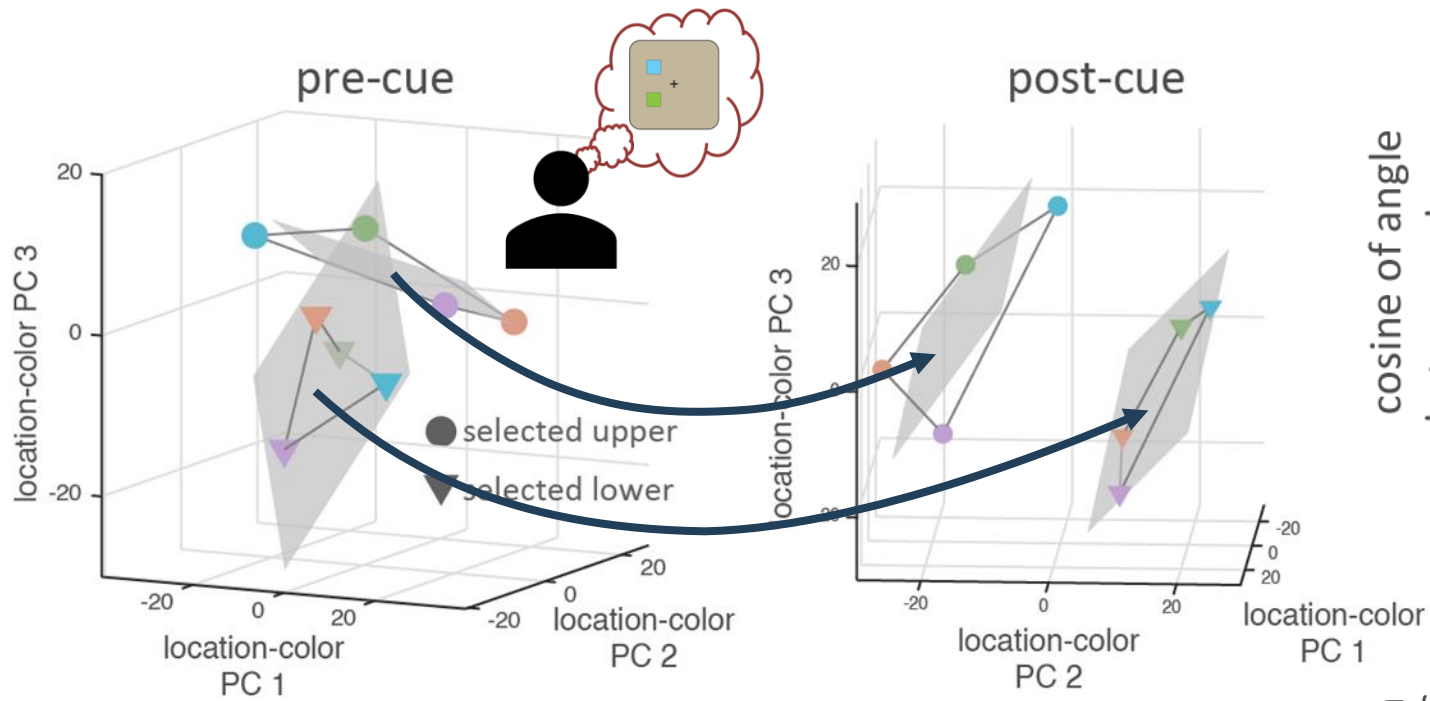 pre-cue
post-cue
+
20
0
-20
location-color PC 3
-20
0
20
location-color
PC 1
-20
0
20
location-color
PC 2
selected upper
selected lower
20
0
-20
location-color PC 3
-20
0
20
location-color
PC 2
-20
0
20
location-color
PC 1
cosine of angle